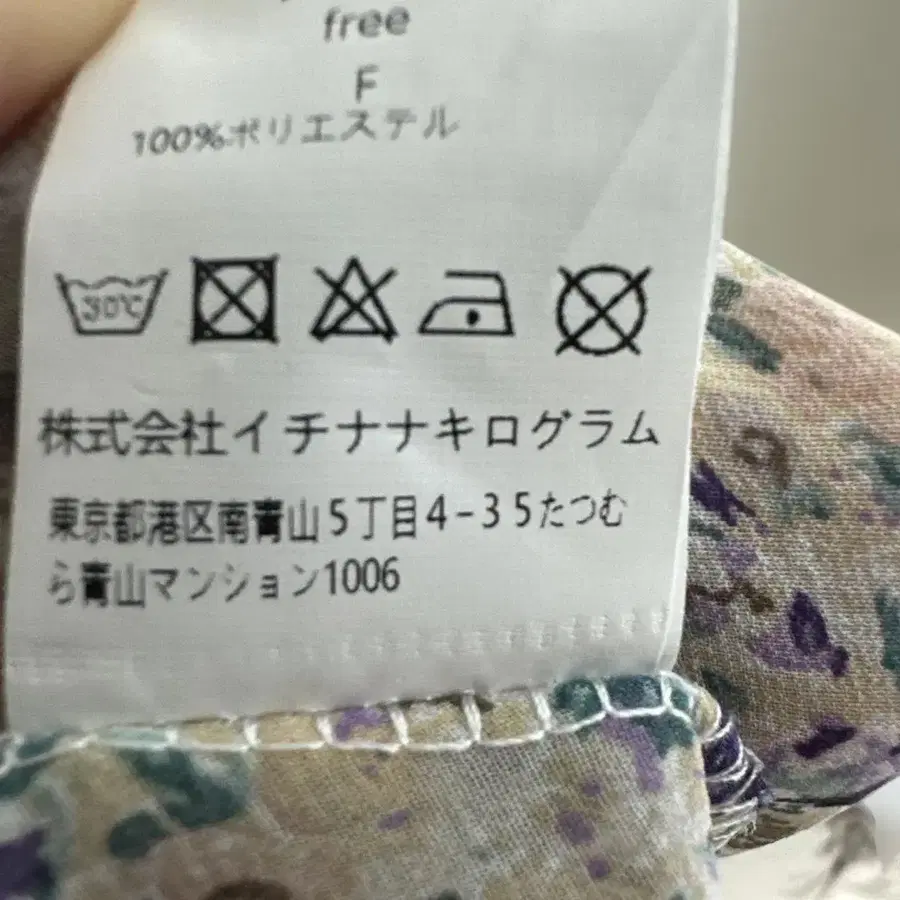 free
F
100%ポリエステル
30℃
株式会社イチナナキログラム
東京都港区南青山5丁目4-35たつむ
ら青山マンション1006